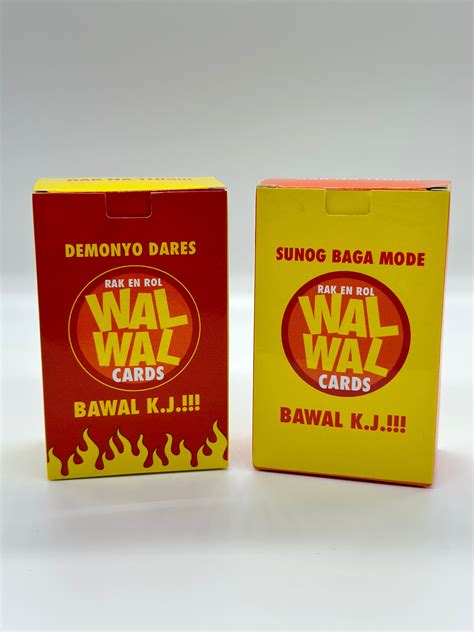 DEMONYO DARES
RAK EN ROL
WAL
WAL
CARDS
BAWAL K.J.!!!
SUNOG BAGA MODE
RAK EN ROL
WAL
WAL
CARDS
BAWAL K.J.!!!